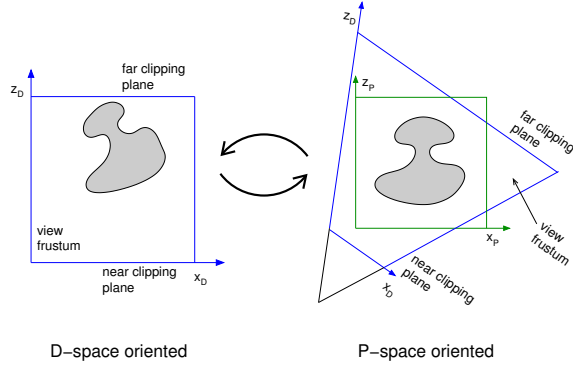 z_D
far clipping
plane
view
frustum
near clipping
plane
x_D
D−space oriented
z_D
z_P
far clipping
plane
view
frustum
x_P
near clipping
plane
x_D
P−space oriented